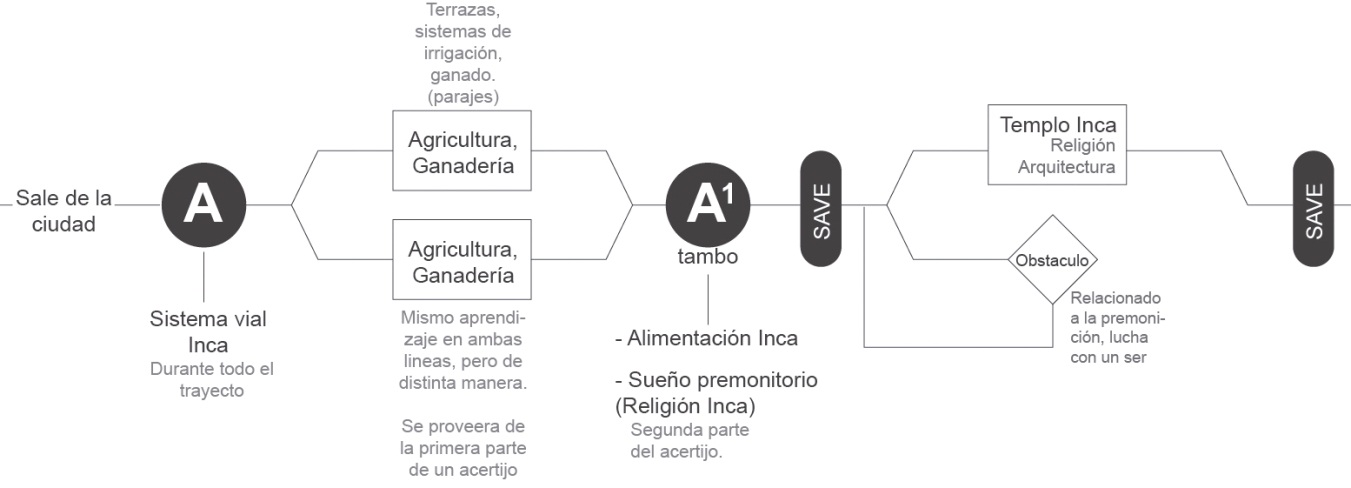 Sale de la
ciudad
A
Sistema vial
Inca
Durante todo el
trayecto
Terrazas,
sistemas de
irrigación,
ganado.
(parajes)
Agricultura,
Ganadería
Agricultura,
Ganadería
Mismo aprendi-
zaje en ambas
lineas, pero de
distinta manera.
Se proveera de
la primera parte
de un acertijo
A1
tambo
- Alimentación Inca
- Sueño premonitorio
(Religión Inca)
Segunda parte
del acertijo.
SAVE
Templo Inca
Religión
Arquitectura
Obstaculo
Relacionado
a la premoni-
ción, lucha
con un ser
SAVE